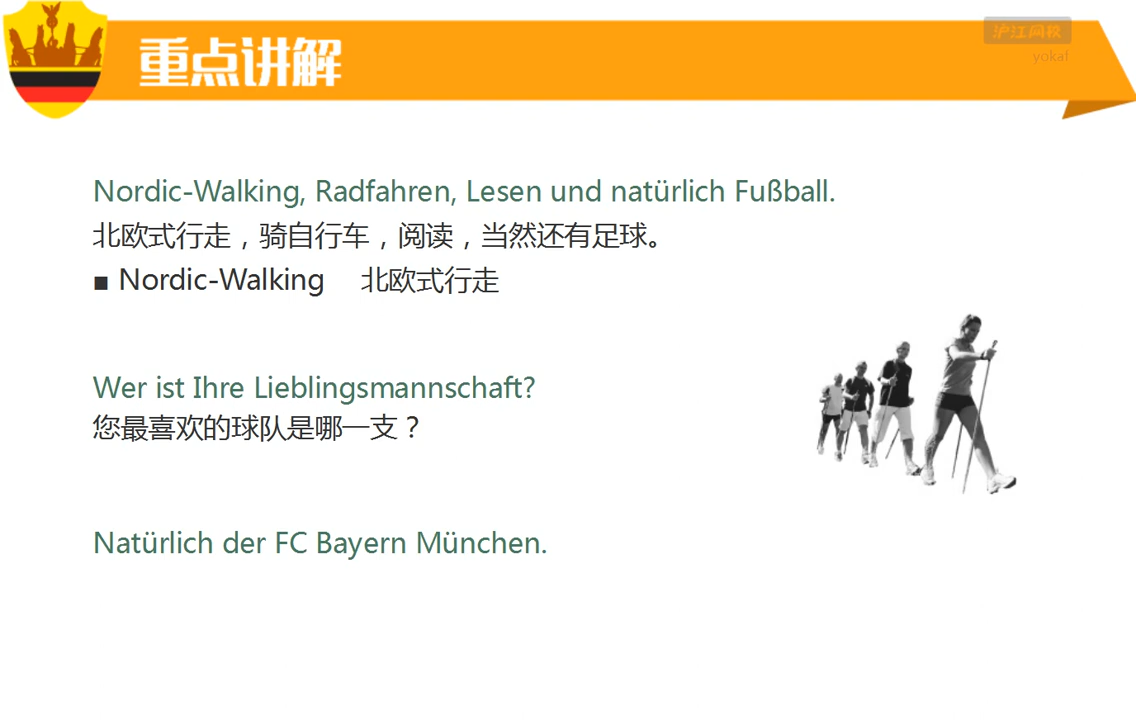 重点讲解
沪江网校
yokaf
Nordic-Walking, Radfahren, Lesen und natürlich Fußball.
北欧式行走，骑自行车，阅读，当然还有足球。
■ Nordic-Walking 北欧式行走
Wer ist Ihre Lieblingsmannschaft?
您最喜欢的球队是哪一支？
Natürlich der FC Bayern München.